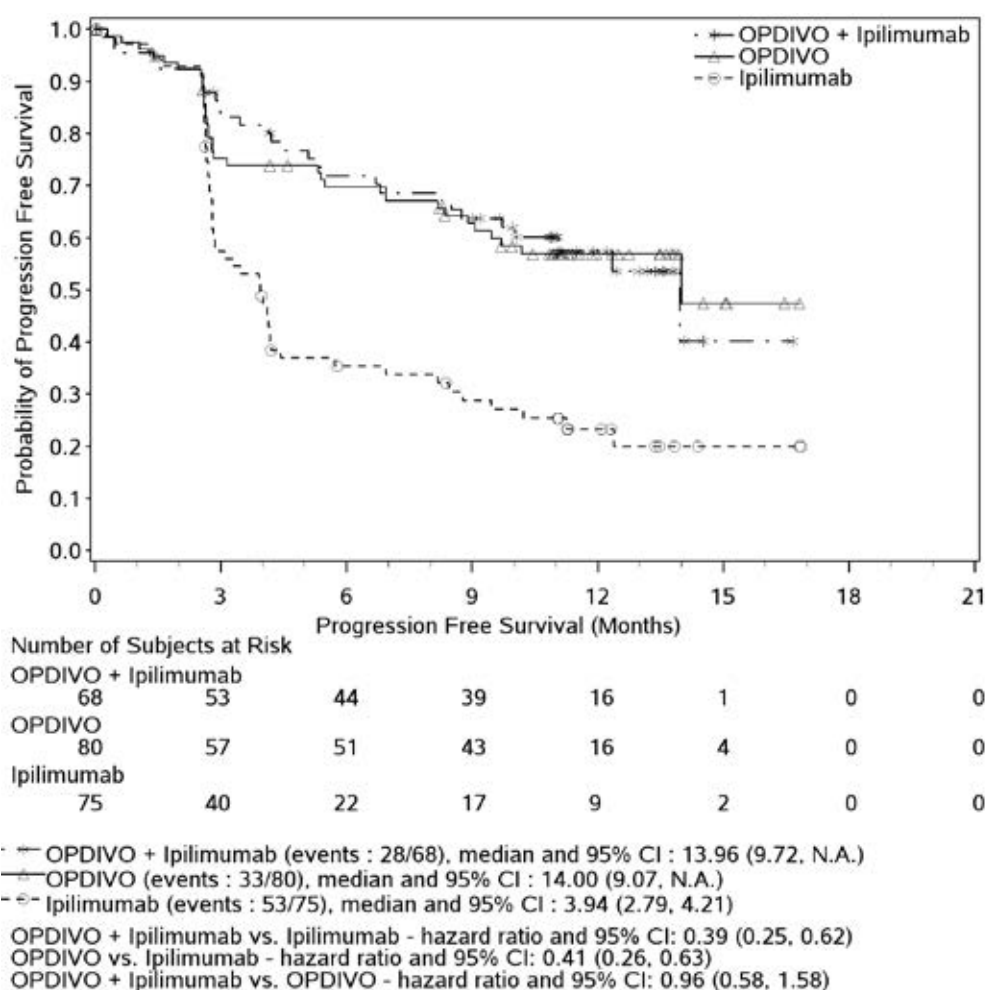 OPDIVO + Ipilimumab
OPDIVO
Ipilimumab
Probability of Progression Free Survival
1.0
0.9
0.8
0.7
0.6
0.5
0.4
0.3
0.2
0.1
0.0
0 3 6 9 12 15 18 21
Progression Free Survival (Months)
Number of Subjects at Risk
OPDIVO + Ipilimumab
68 53 44 39 16 1 0 0
OPDIVO
80 57 51 43 16 4 0 0
Ipilimumab
75 40 22 17 9 2 0 0
OPDIVO + Ipilimumab (events : 28/68), median and 95% CI : 13.96 (9.72, N.A.)
OPDIVO (events : 33/80), median and 95% CI : 14.00 (9.07, N.A.)
Ipilimumab (events : 53/75), median and 95% CI : 3.94 (2.79, 4.21)
OPDIVO + Ipilimumab vs. Ipilimumab - hazard ratio and 95% CI: 0.39 (0.25, 0.62)
OPDIVO vs. Ipilimumab - hazard ratio and 95% CI: 0.41 (0.26, 0.63)
OPDIVO + Ipilimumab vs. OPDIVO - hazard ratio and 95% CI: 0.96 (0.58, 1.58)